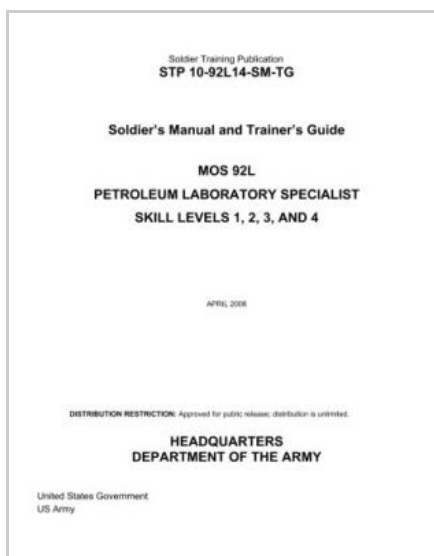 Soldier Training Publication
STP 10-92L14-SM-TG
Soldier's Manual and Trainer's Guide
MOS 92L
PETROLEUM LABORATORY SPECIALIST
SKILL LEVELS 1, 2, 3, AND 4
APRIL 2006
DISTRIBUTION RESTRICTION: Approved for public release; distribution is unlimited.
HEADQUARTERS
DEPARTMENT OF THE ARMY
United States Government
US Army